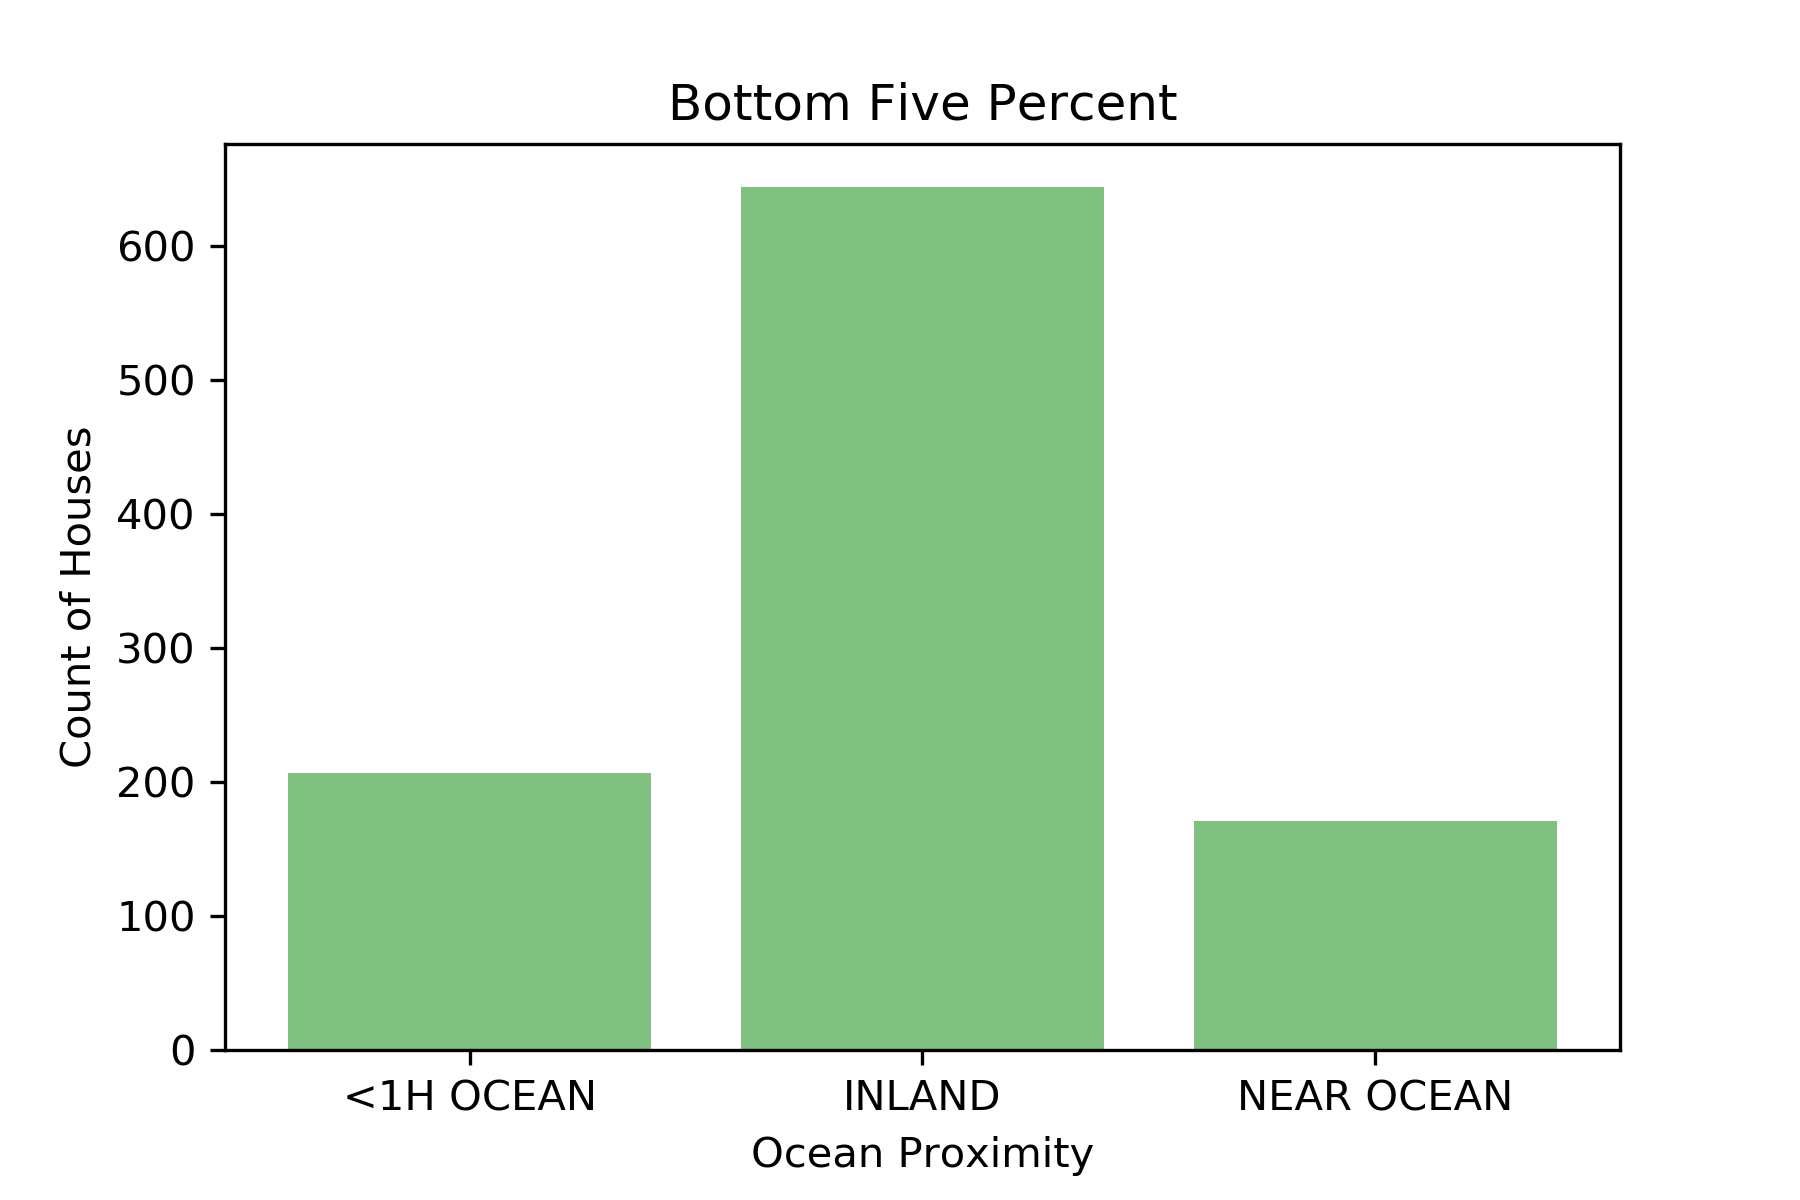 Bottom Five Percent
600
500
400
300
200
100
0
Count of Houses
<1H OCEAN
INLAND
NEAR OCEAN
Ocean Proximity